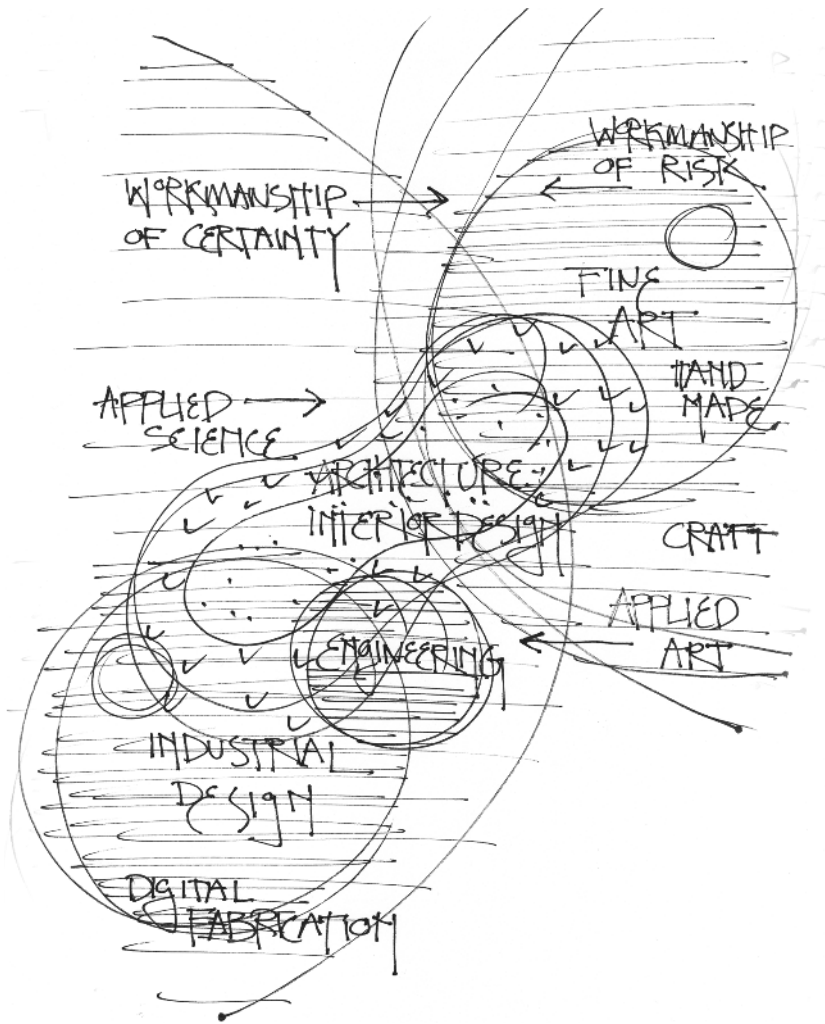 WORKMANSHIP
OF RISK
WORKMANSHIP
OF CERTAINTY
FINE
ART
HAND
MADE
APPLIED
SCIENCE
ARCHITECTURE
INTERIOR DESIGN
CRAFT
APPLIED
ART
ENGINEERING
INDUSTRIAL
DESIGN
DIGITAL
FABRICATION